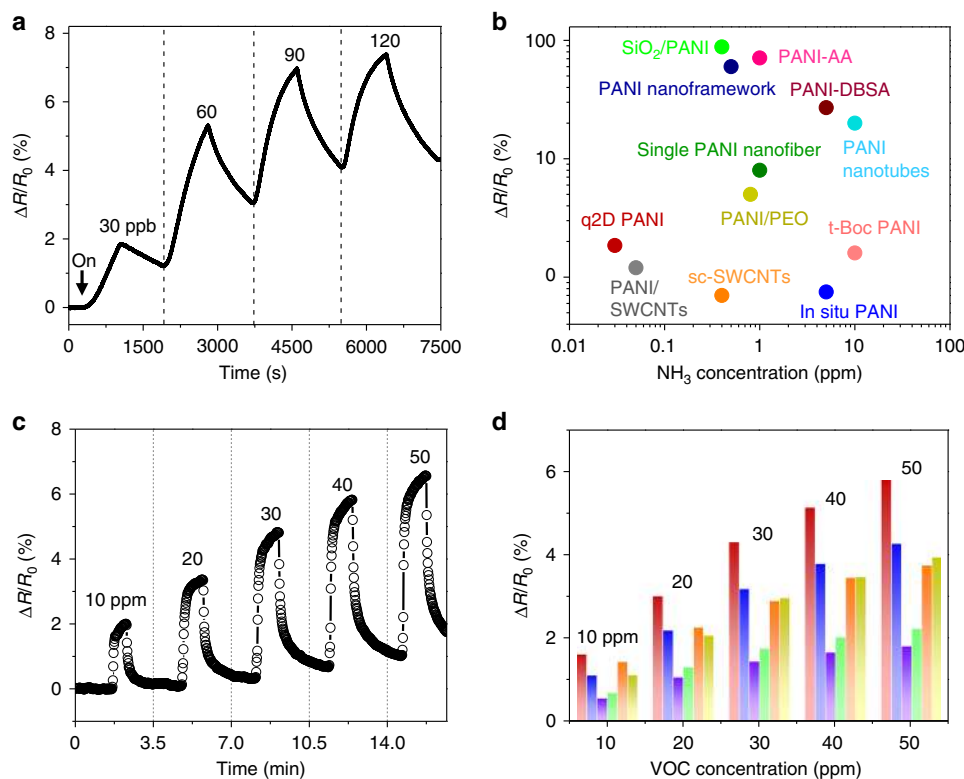 a
8
6
4
2
0
ΔR/R0 (%)
On
30 ppb
60
90
120
0
1500
3000
4500
6000
7500
Time (s)
b
100
10
0
ΔR/R0 (%)
SiO2/PANI
PANI-AA
PANI nanoframework
PANI-DBSA
PANI
nanotubes
Single PANI nanofiber
PANI/PEO
q2D PANI
t-Boc PANI
PANI/
SWCNTs
sc-SWCNTs
In situ PANI
0.01
0.1
1
10
100
NH3 concentration (ppm)
c
8
6
4
2
0
ΔR/R0 (%)
10 ppm
20
30
40
50
0
3.5
7.0
10.5
14.0
Time (min)
d
6
4
2
0
ΔR/R0 (%)
10 ppm
20
30
40
50
10
20
30
40
50
VOC concentration (ppm)